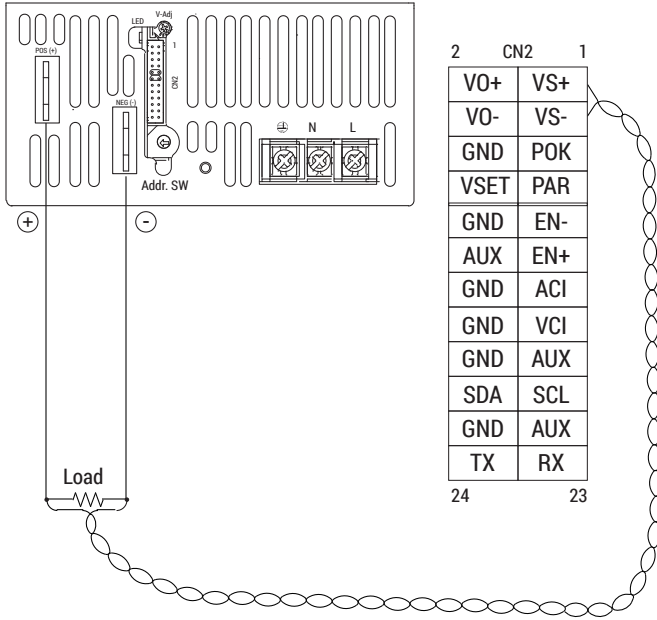 V-Adj
LED
POS (+)
1
CN2
NEG (-)
N L
Addr. SW
+ -
Load
2 CN2 1
VO+ VS+
VO- VS-
GND POK
VSET PAR
GND EN-
AUX EN+
GND ACI
GND VCI
GND AUX
SDA SCL
GND AUX
TX RX
24 23